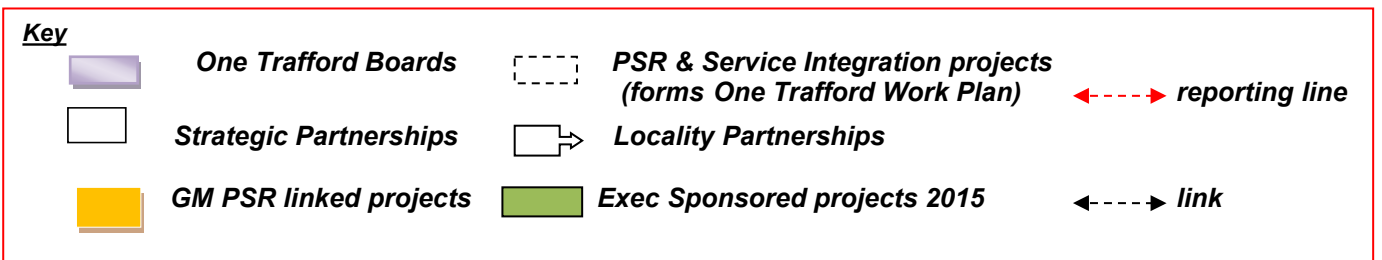 Key
One Trafford Boards
PSR & Service Integration projects
(forms One Trafford Work Plan)
reporting line
Strategic Partnerships
Locality Partnerships
GM PSR linked projects
Exec Sponsored projects 2015
link